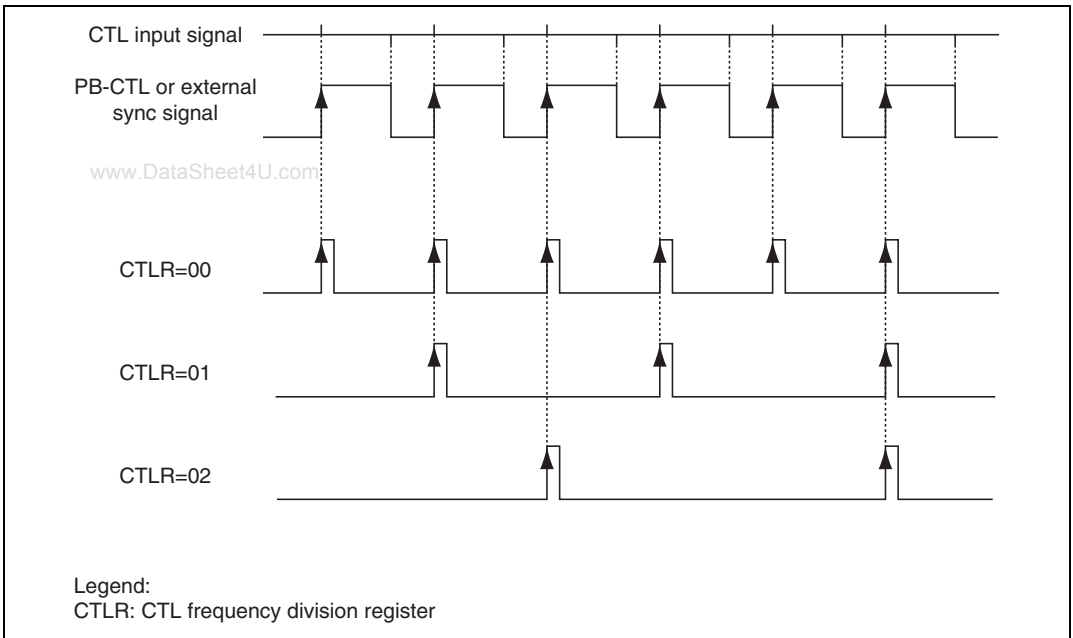 CTL input signal
PB-CTL or external
sync signal
www.DataSheet4U.com
CTLR=00
CTLR=01
CTLR=02
Legend:
CTLR: CTL frequency division register